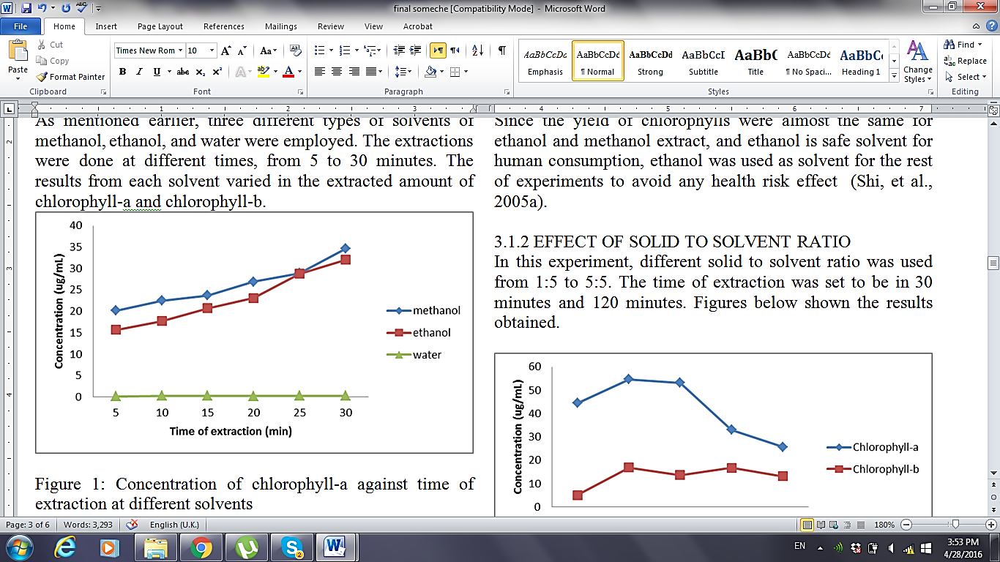 final someche [Compatibility Mode] - Microsoft Word
File Home Insert Page Layout References Mailings Review View Acrobat
Paste
Cut
Copy
Format Painter
Clipboard
Times New Rom 10
Font
Paragraph
AaBbCcDc AaBbCcDc AaBbCcDd AaBbCcI AaBb( AaBbCcDc AaBbC
Emphasis ¶ Normal Strong Subtitle Title ¶ No Spaci... Heading 1
Change Styles
Styles
Find
Replace
Select
Editing
1 2 3 4 5 6 7
As mentioned earlier, three different types of solvents of
methanol, ethanol, and water were employed. The extractions
were done at different times, from 5 to 30 minutes. The
results from each solvent varied in the extracted amount of
chlorophyll-a and chlorophyll-b.
40
35
30
25
20
15
10
5
0
Concentration (ug/mL)
5 10 15 20 25 30
Time of extraction (min)
methanol
ethanol
water
Figure 1: Concentration of chlorophyll-a against time of
extraction at different solvents
Since the yield of chlorophylls were almost the same for
ethanol and methanol extract, and ethanol is safe solvent for
human consumption, ethanol was used as solvent for the rest
of experiments to avoid any health risk effect (Shi, et al.,
2005a).
3.1.2 EFFECT OF SOLID TO SOLVENT RATIO
In this experiment, different solid to solvent ratio was used
from 1:5 to 5:5. The time of extraction was set to be in 30
minutes and 120 minutes. Figures below shown the results
obtained.
60
50
40
30
20
10
0
Concentration (ug/mL)
Chlorophyll-a
Chlorophyll-b
Page: 3 of 6 Words: 3,293 English (U.K.) 180%
EN 3:53 PM
4/28/2016